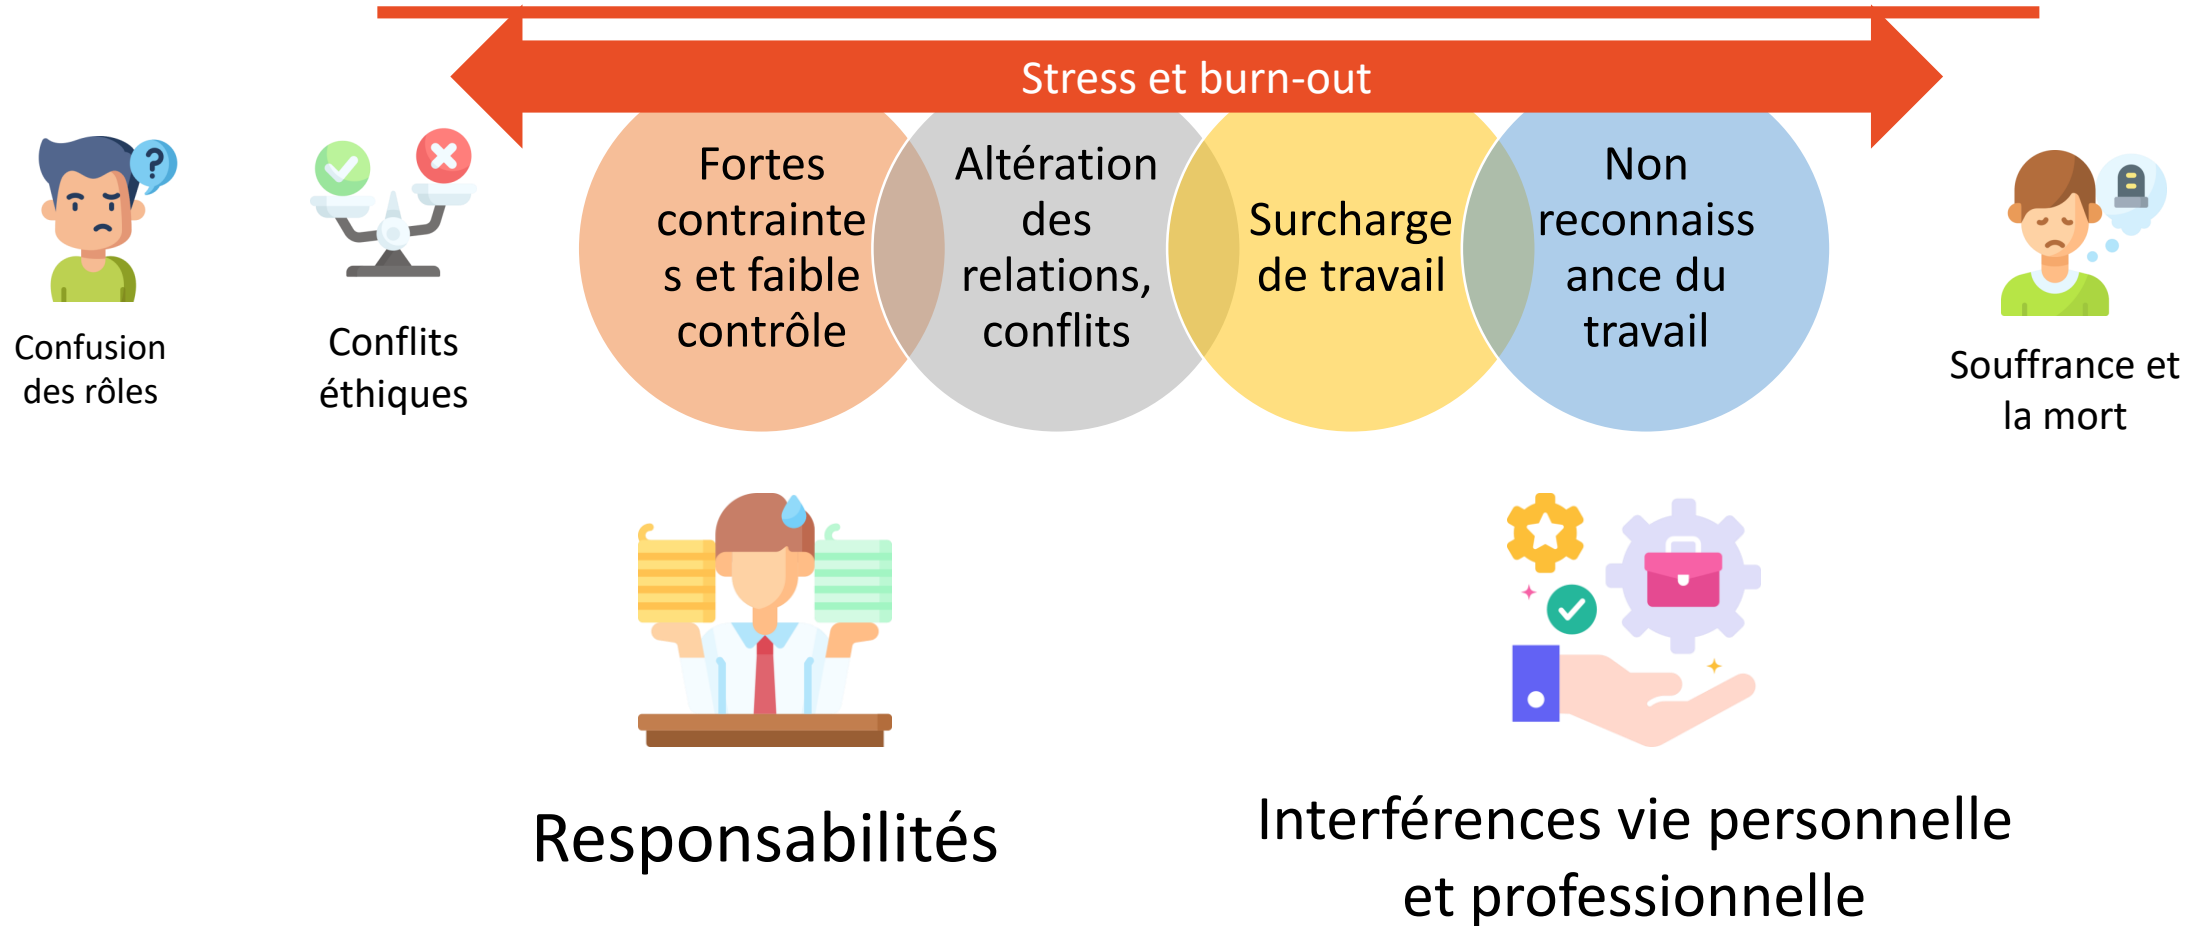 Stress et burn-out
Confusion
des rôles
Conflits
éthiques
Fortes
contrainte
s et faible
contrôle
Altération
des
relations,
conflits
Surcharge
de travail
Non
reconnaiss
ance du
travail
Souffrance et
la mort
Responsabilités
Interférences vie personnelle
et professionnelle
?